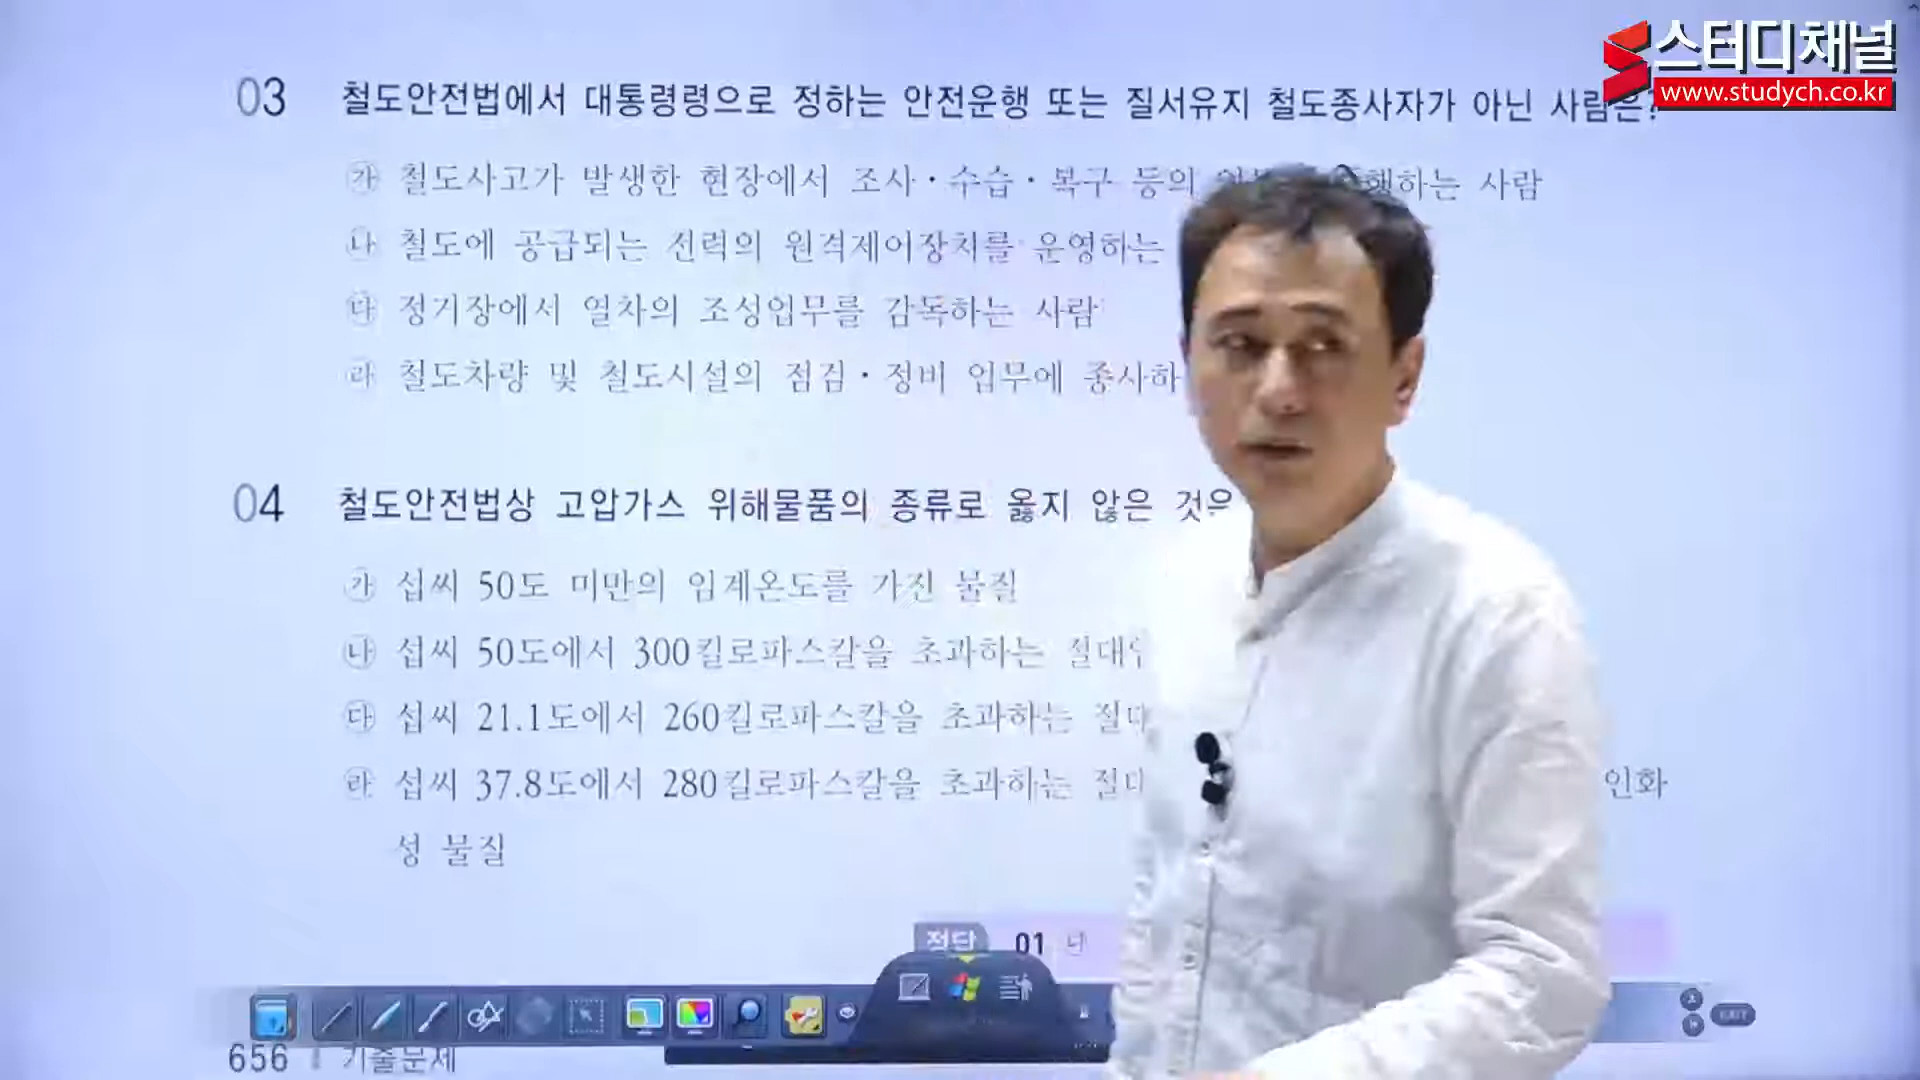 스터디채널
www.studych.co.kr
03 철도안전법에서 대통령령으로 정하는 안전운행 또는 질서유지 철도종사자가 아닌 사람은?
㉮ 철도사고가 발생한 현장에서 조사·수습·복구 등의 행하는 사람
㉯ 철도에 공급되는 전력의 원격제어장치를 운영하는
㉰ 정거장에서 열차의 조성업무를 감독하는 사람
㉱ 철도차량 및 철도시설의 점검·정비 업무에 종사하
04 철도안전법상 고압가스 위해물품의 종류로 옳지 않은 것은
㉮ 섭씨 50도 미만의 임계온도를 가진 물질
㉯ 섭씨 50도에서 300킬로파스칼을 초과하는 절대
㉰ 섭씨 21.1도에서 260킬로파스칼을 초과하는 절대
㉱ 섭씨 37.8도에서 280킬로파스칼을 초과하는 절대 인화
성 물질
정답 01 나
EXIT
656 기출문제